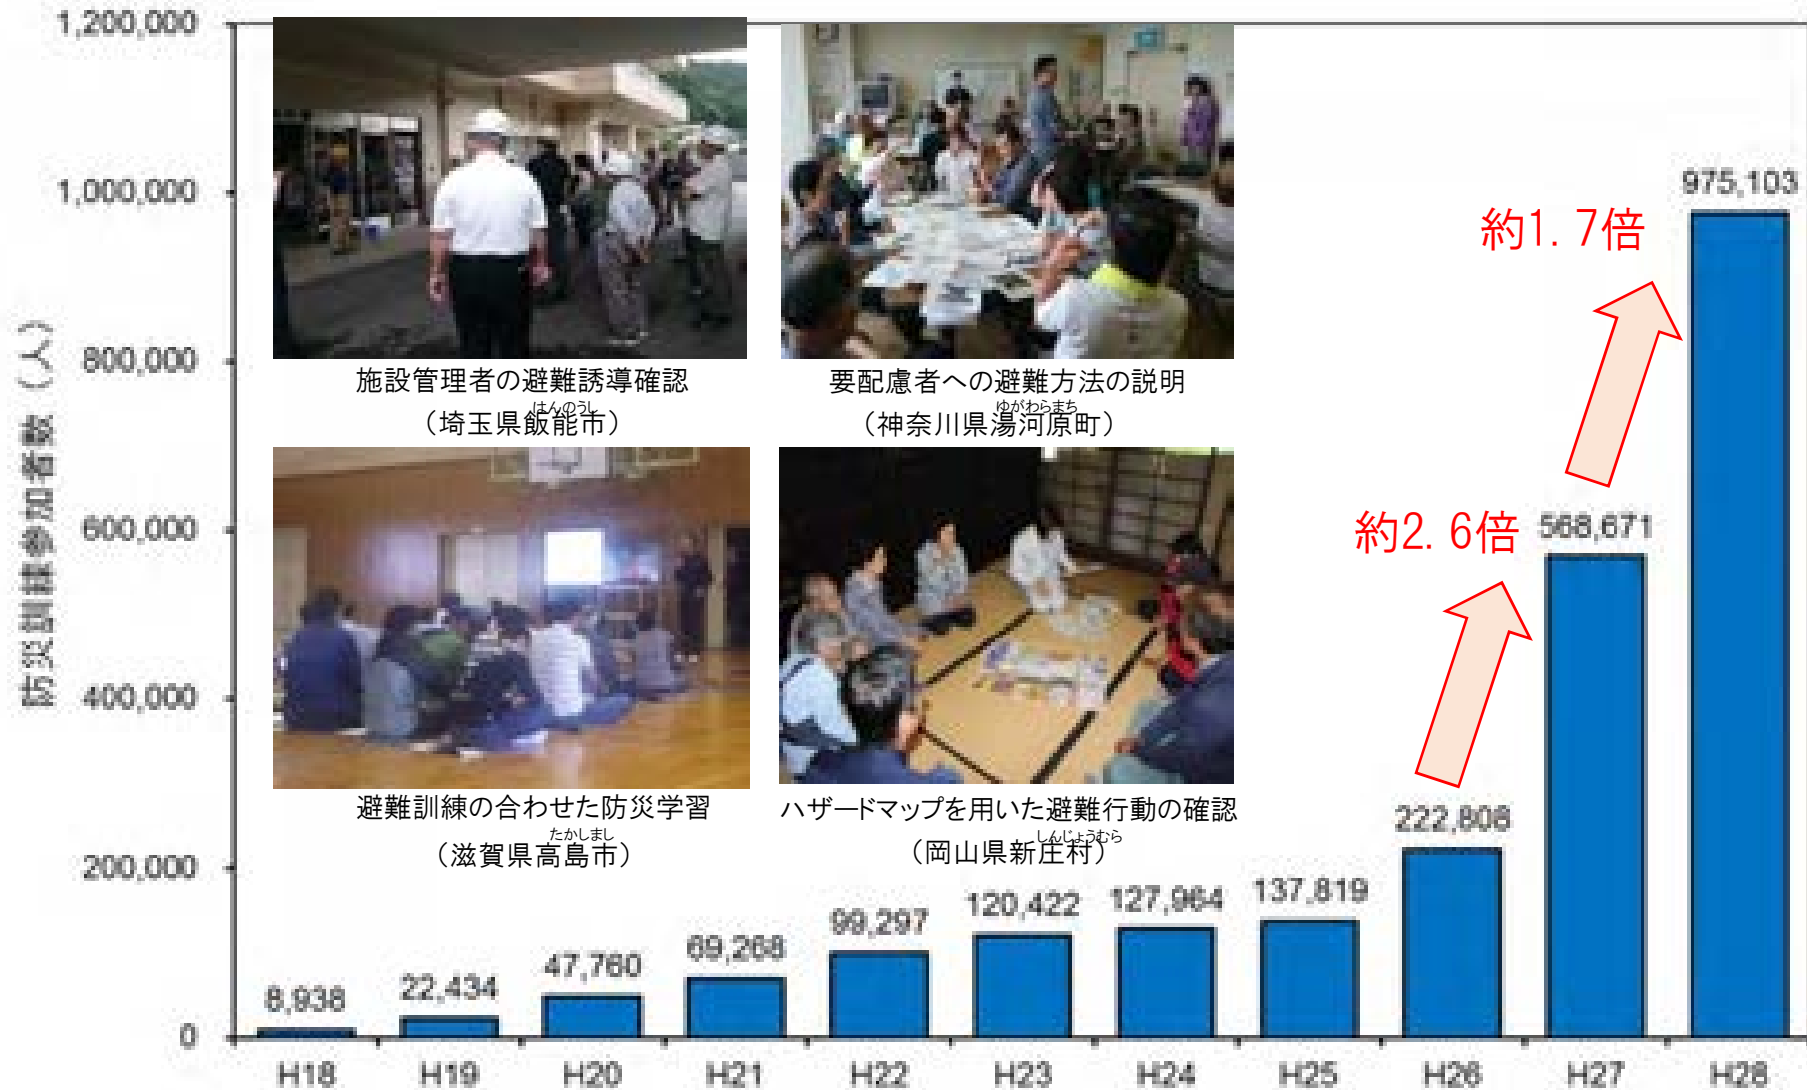 1,200,000
1,000,000
800,000
600,000
400,000
200,000
0
防災訓練参加者数（人）
施設管理者の避難誘導確認
はんのうし
（埼玉県飯能市）
要配慮者への避難方法の説明
ゆがわらまち
（神奈川県湯河原町）
避難訓練の合わせた防災学習
たかしまし
（滋賀県高島市）
ハザードマップを用いた避難行動の確認
しんじょうむら
（岡山県新庄村）
約2.6倍
約1.7倍
8,938
22,434
47,760
69,268
99,297
120,422
127,964
137,819
222,808
568,671
975,103
H18
H19
H20
H21
H22
H23
H24
H25
H26
H27
H28